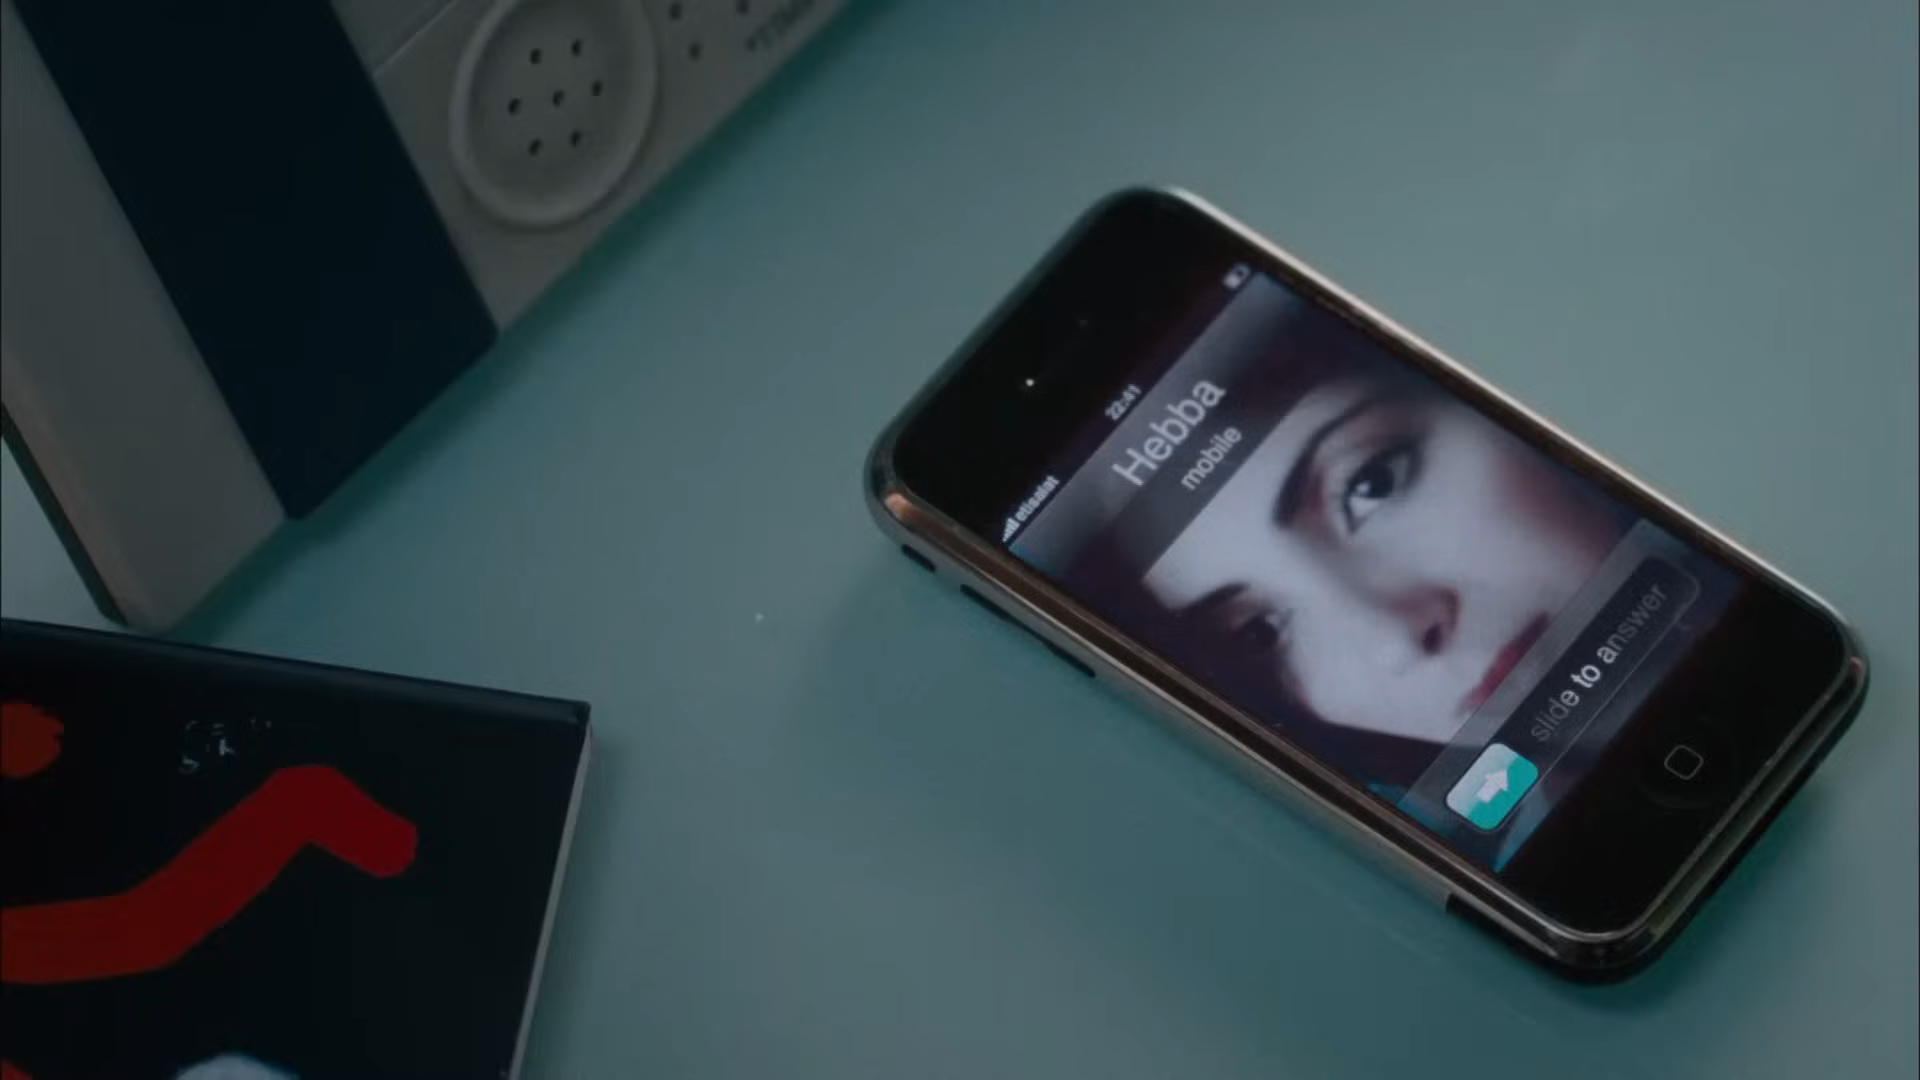 etisalat 22:41
Hebba
mobile
slide to answer